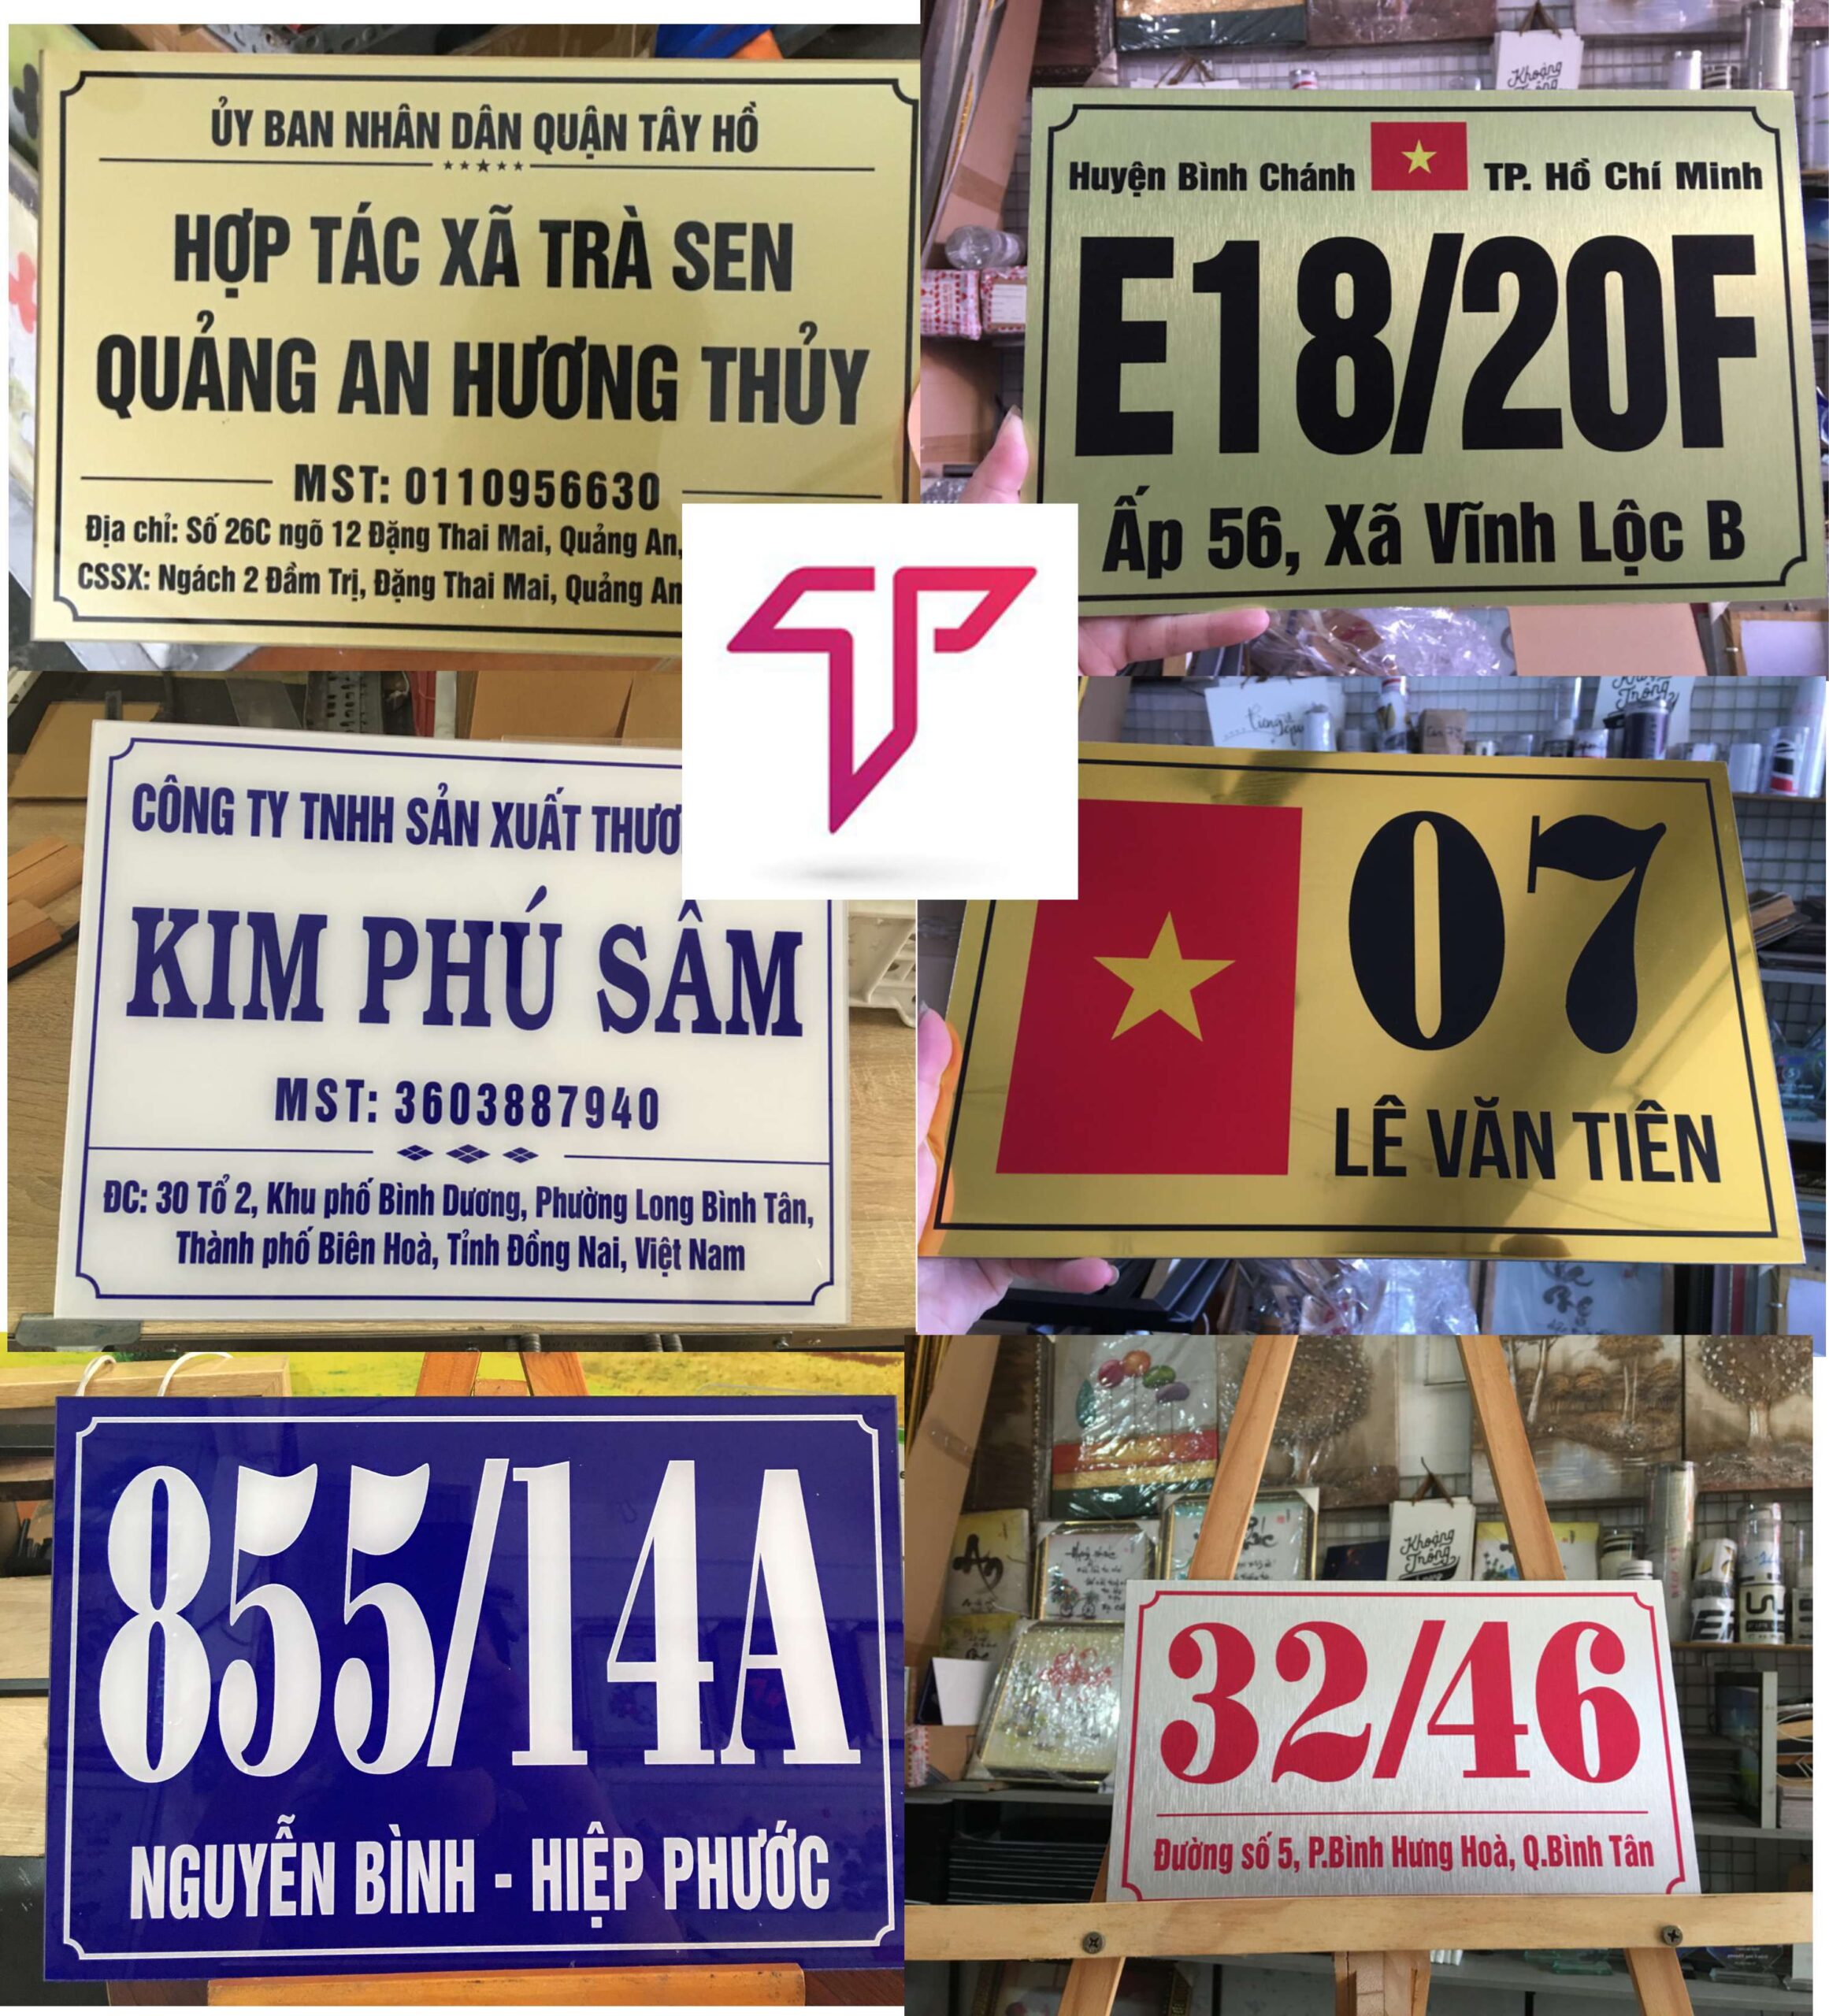 ỦY BAN NHÂN DÂN QUẬN TÂY HỒ
HỢP TÁC XÃ TRÀ SEN
QUẢNG AN HƯƠNG THỦY
MST: 0110956630
Địa chỉ: Số 26C ngõ 12 Đặng Thai Mai, Quảng An,
CSSX: Ngách 2 Đầm Trị, Đặng Thai Mai, Quảng An
Khoảng
Huyện Bình Chánh TP. Hồ Chí Minh
E18/20F
Ấp 56, Xã Vĩnh Lộc B
CÔNG TY TNHH SẢN XUẤT THƯƠ
KIM PHÚ SÂM
MST: 3603887940
ĐC: 30 Tổ 2, Khu phố Bình Dương, Phường Long Bình Tân,
Thành phố Biên Hoà, Tỉnh Đồng Nai, Việt Nam
Trông
07
LÊ VĂN TIÊN
855/14A
NGUYỄN BÌNH - HIỆP PHƯỚC
Khoảng
Trống
32/46
Đường số 5, P.Bình Hưng Hoà, Q.Bình Tân